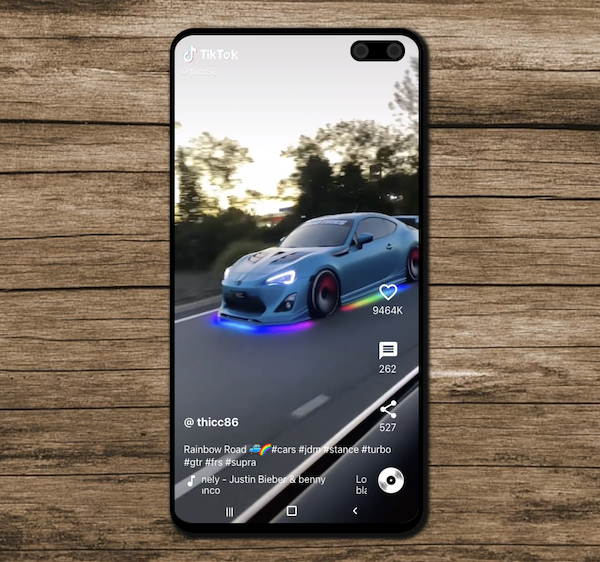 TikTok
9464K
262
527
@ thicc86
Rainbow Road 🚙🌈 #cars #jdm #stance #turbo
#gtr #frs #supra
nely - Justin Bieber & benny
nco
Lo
bla